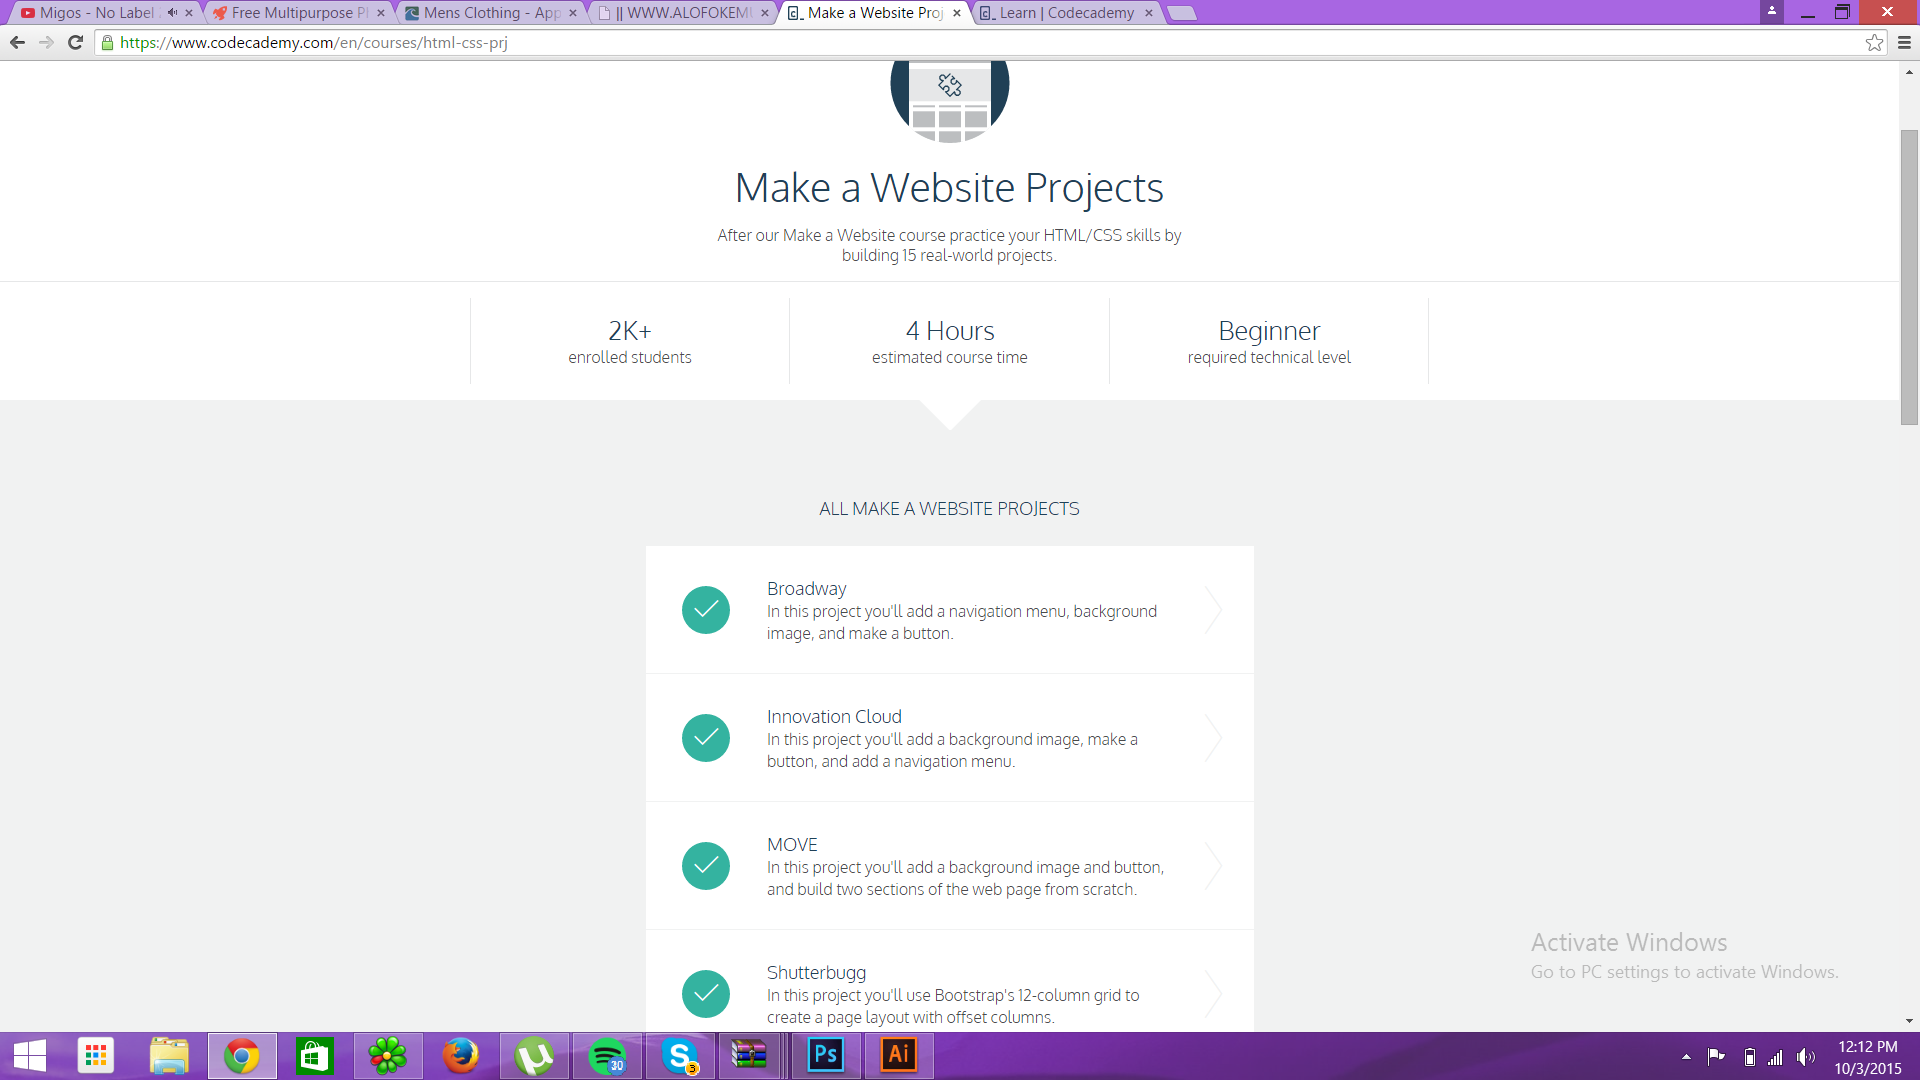 Migos - No Label
Free Multipurpose P
Mens Clothing - App
|| WWW.ALOFOKEMU
c_ Make a Website Proj
c_ Learn | Codecademy
https://www.codecademy.com/en/courses/html-css-prj
Make a Website Projects
After our Make a Website course practice your HTML/CSS skills by
building 15 real-world projects.
2K+
enrolled students
4 Hours
estimated course time
Beginner
required technical level
ALL MAKE A WEBSITE PROJECTS
Broadway
In this project you'll add a navigation menu, background
image, and make a button.
Innovation Cloud
In this project you'll add a background image, make a
button, and add a navigation menu.
MOVE
In this project you'll add a background image and button,
and build two sections of the web page from scratch.
Shutterbugg
In this project you'll use Bootstrap's 12-column grid to
create a page layout with offset columns.
Activate Windows
Go to PC settings to activate Windows.
30
S
3
Ps
Ai
12:12 PM
10/3/2015